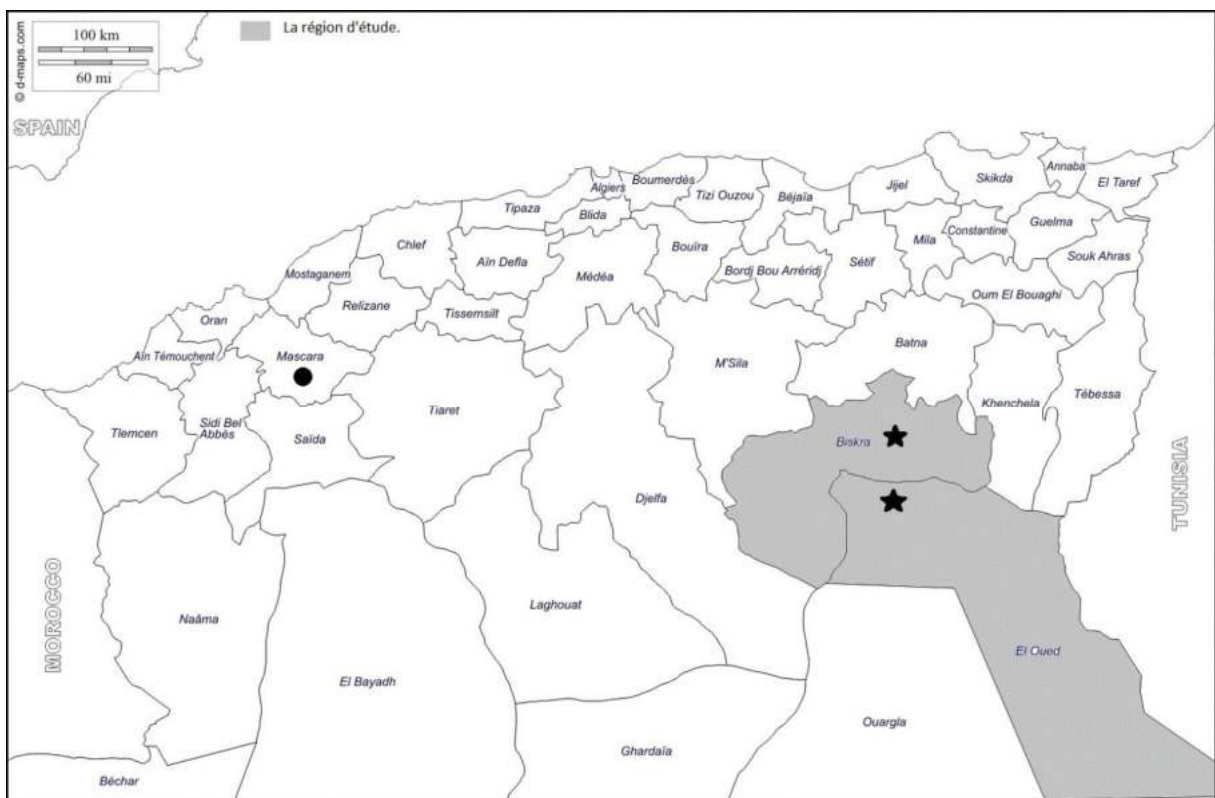 100 km
60 mi
© d-maps.com
La région d'étude.
SPAIN
Algiers
Boumerdès
Tizi Ouzou
Béjaïa
Jijel
Skikda
Annaba
El Taref
Tipaza
Blida
Chlef
Aïn Defla
Médéa
Bouïra
Bordj Bou Arréridj
Sétif
Mila
Constantine
Guelma
Souk Ahras
Mostaganem
Relizane
Tissemsilt
Oum El Bouaghi
Oran
Aïn Témouchent
Mascara
M'Sila
Batna
Khenchela
Tébessa
Tlemcen
Sidi Bel
Abbès
Saïda
Tiaret
Biskra
Djelfa
TUNISIA
MOROCCO
Naâma
Laghouat
El Bayadh
El Oued
Ouargla
Ghardaïa
Béchar